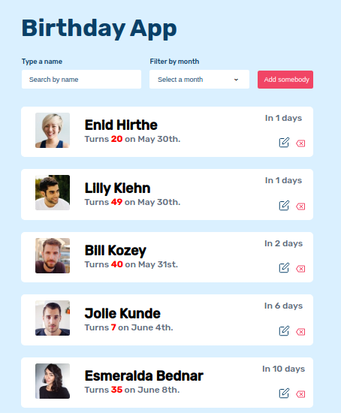 Birthday App
Type a name
Filter by month
Search by name
Select a month
Add somebody
Enid Hirthe
In 1 days
Turns 20 on May 30th.
Lilly Kiehn
In 1 days
Turns 49 on May 30th.
Bill Kozey
In 2 days
Turns 40 on May 31st.
Jolie Kunde
In 6 days
Turns 7 on June 4th.
Esmeralda Bednar
In 10 days
Turns 35 on June 8th.